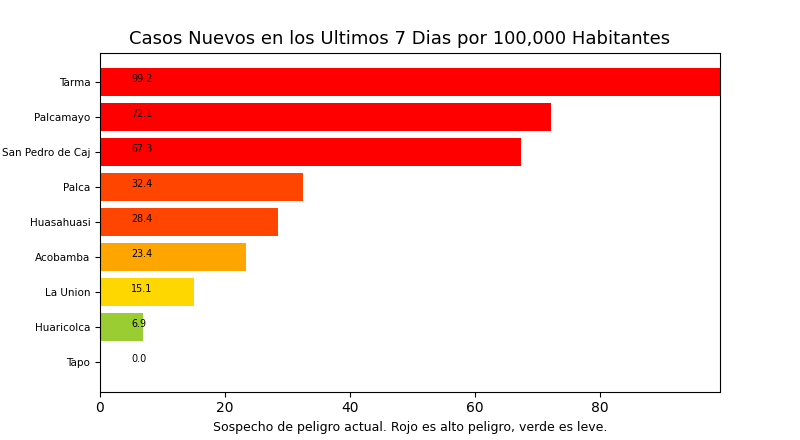 Casos Nuevos en los Ultimos 7 Dias por 100,000 Habitantes
Tarma 99.2
Palcamayo 72.1
San Pedro de Caj 67.3
Palca 32.4
Huasahuasi 28.4
Acobamba 23.4
La Union 15.1
Huaricolca 6.9
Tapo 0.0
0 20 40 60 80
Sospecho de peligro actual. Rojo es alto peligro, verde es leve.